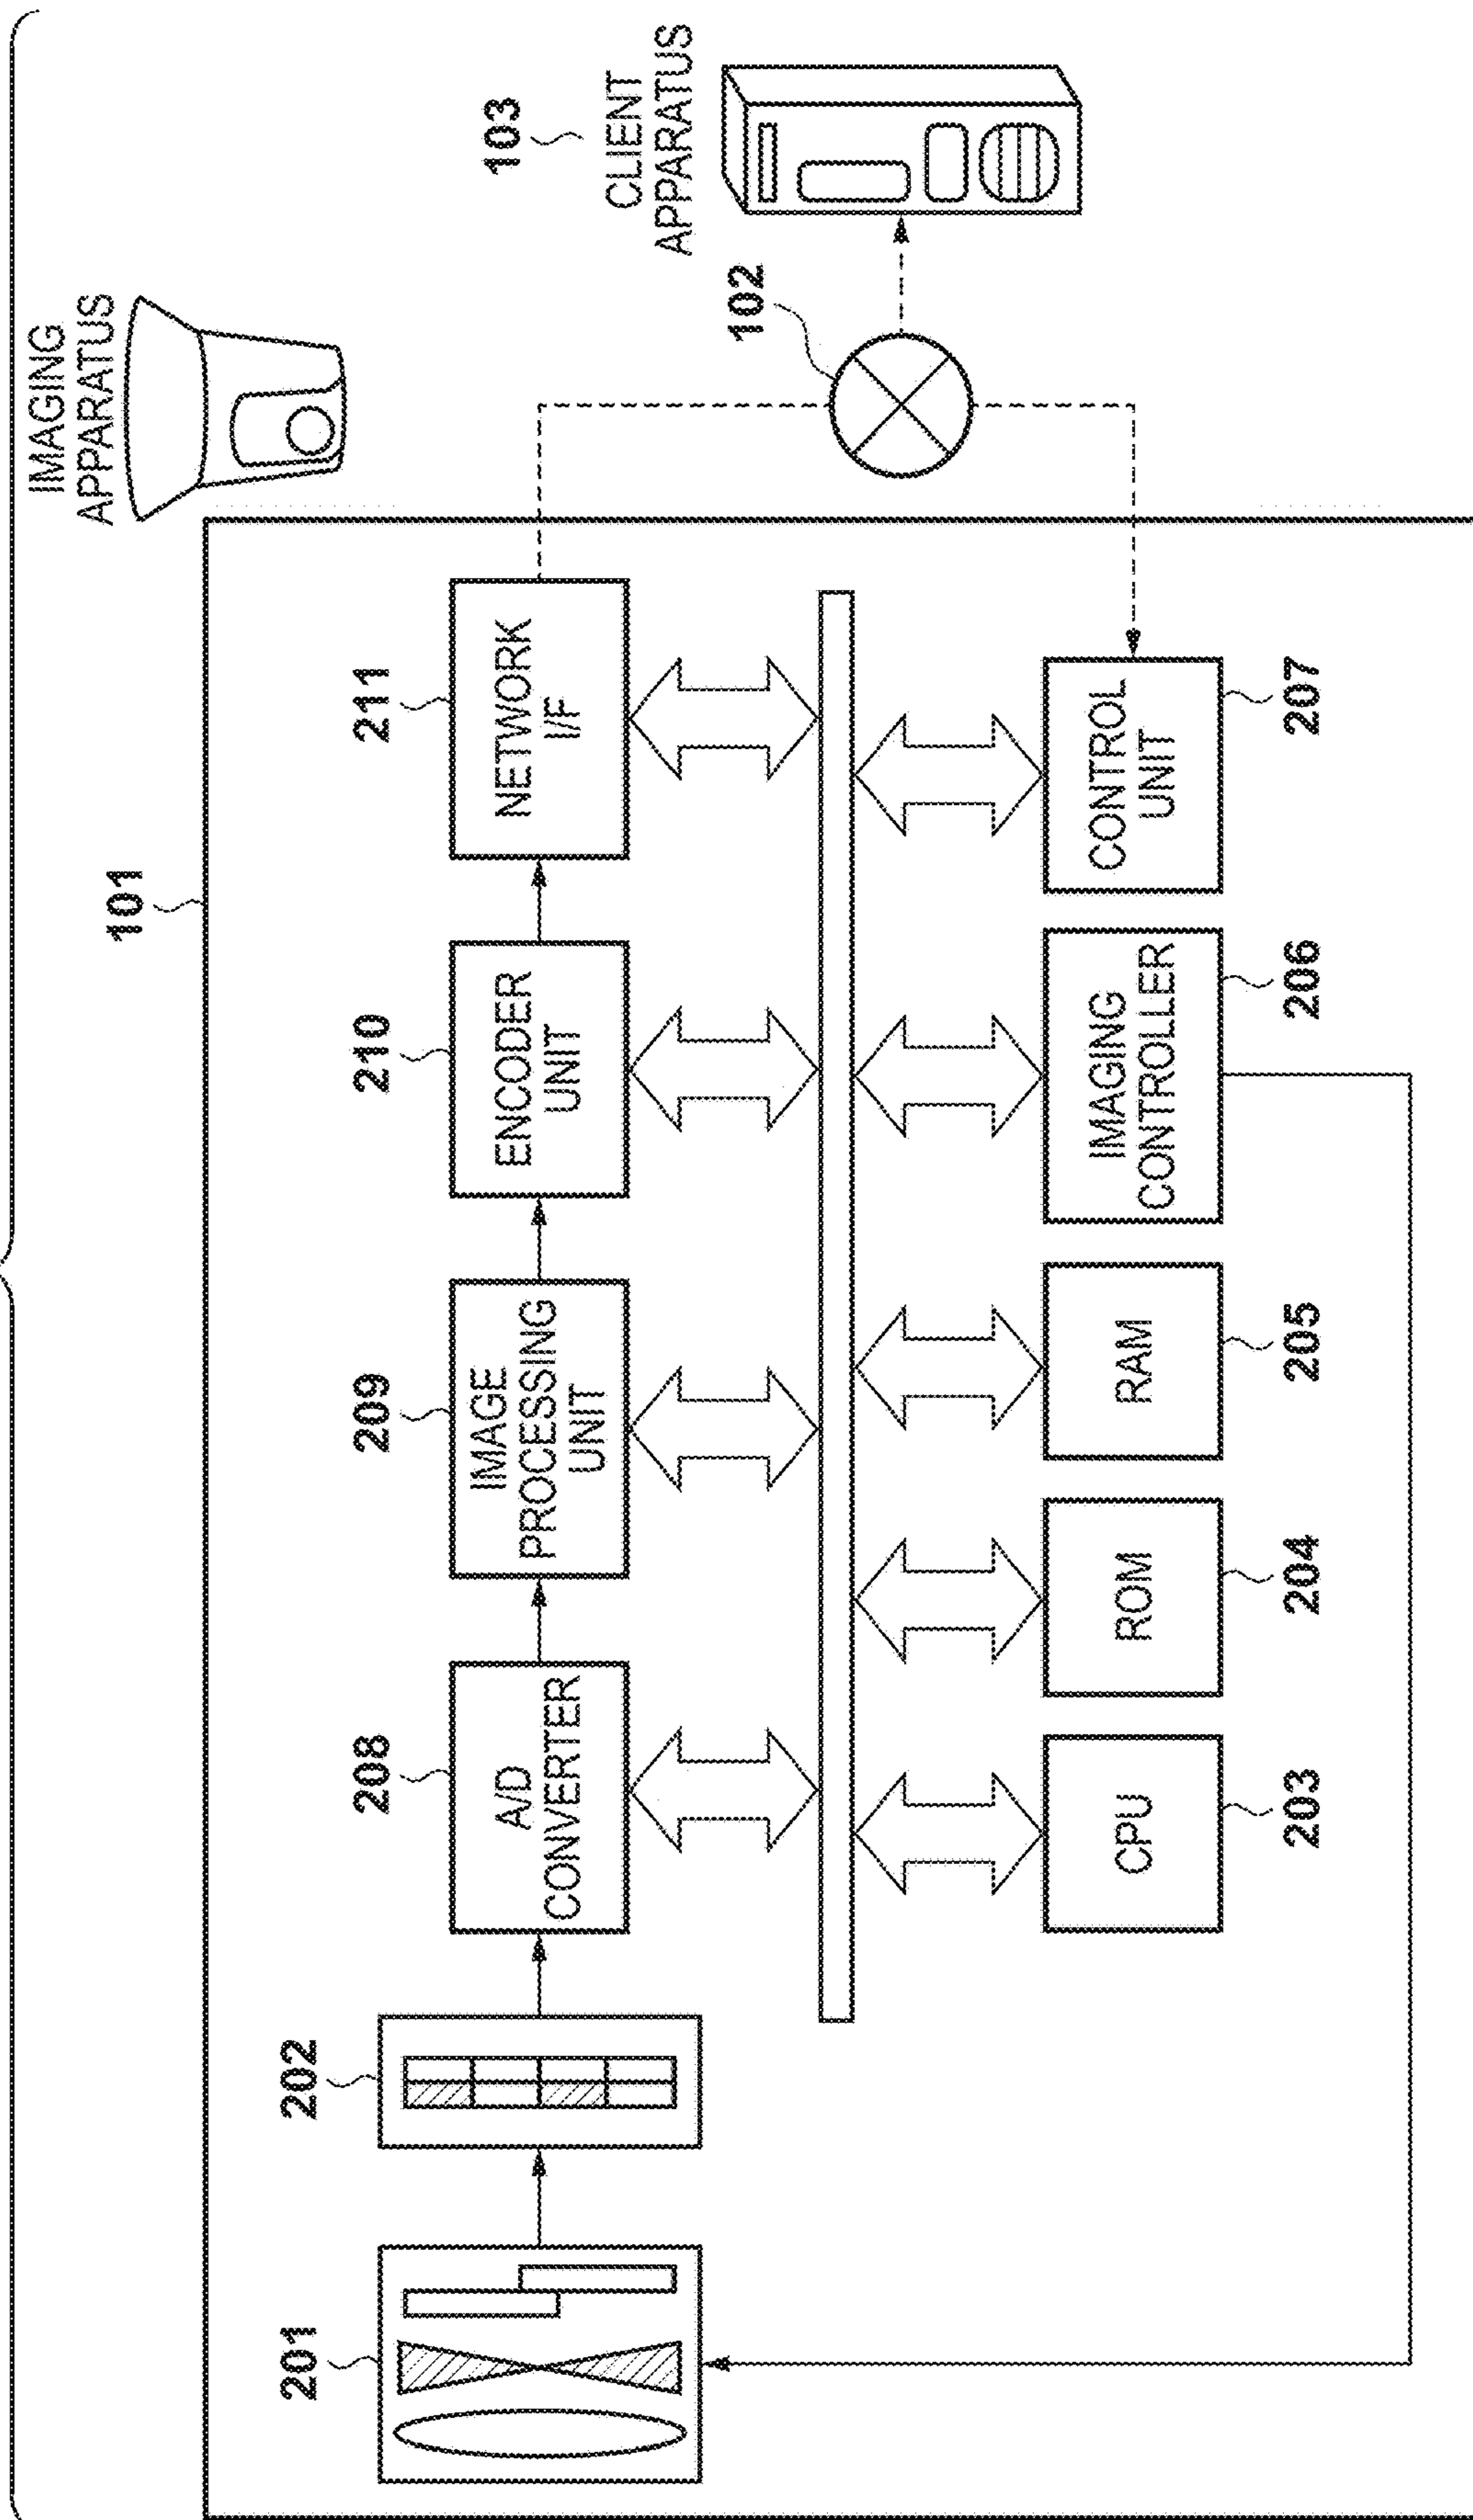 IMAGING
APPARATUS
101
103
CLIENT
APPARATUS
102
201
202
208
A/D
CONVERTER
209
IMAGE
PROCESSING
UNIT
210
ENCODER
UNIT
211
NETWORK
I/F
CPU
203
ROM
204
RAM
205
IMAGING
CONTROLLER
206
CONTROL
UNIT
207